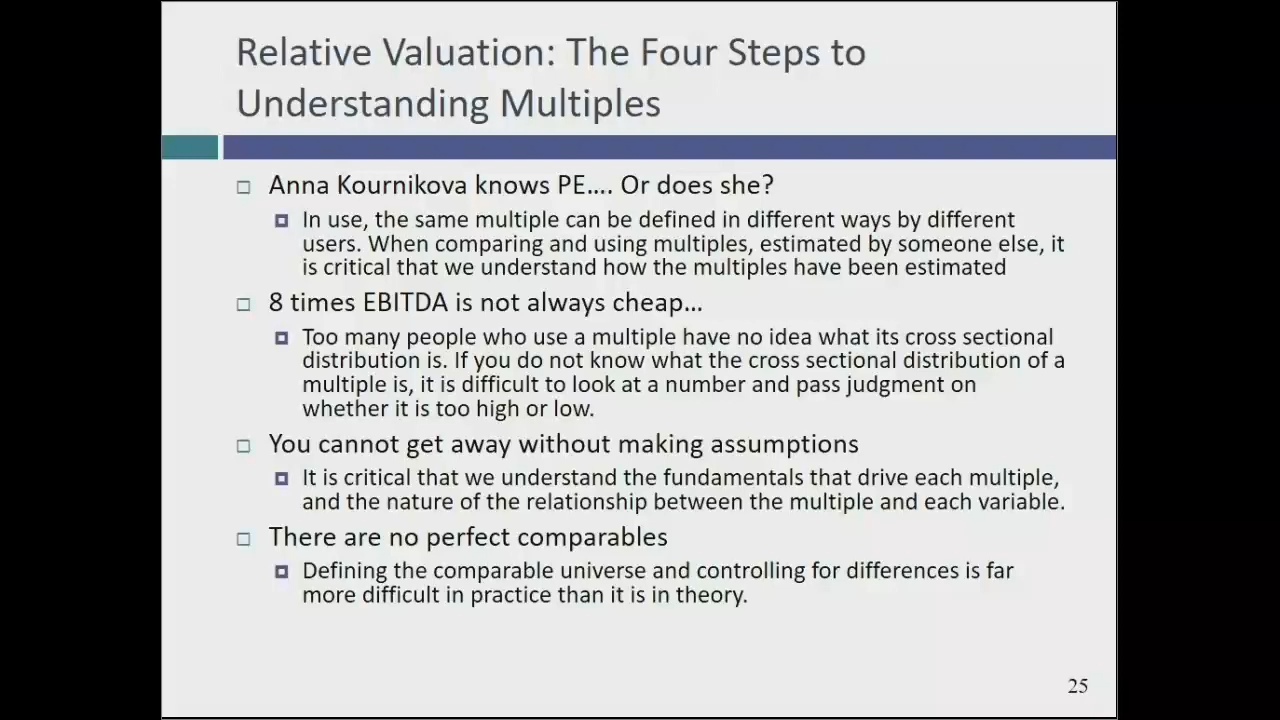 Relative Valuation: The Four Steps to
Understanding Multiples
Anna Kournikova knows PE…. Or does she?
In use, the same multiple can be defined in different ways by different
users. When comparing and using multiples, estimated by someone else, it
is critical that we understand how the multiples have been estimated
8 times EBITDA is not always cheap…
Too many people who use a multiple have no idea what its cross sectional
distribution is. If you do not know what the cross sectional distribution of a
multiple is, it is difficult to look at a number and pass judgment on
whether it is too high or low.
You cannot get away without making assumptions
It is critical that we understand the fundamentals that drive each multiple,
and the nature of the relationship between the multiple and each variable.
There are no perfect comparables
Defining the comparable universe and controlling for differences is far
more difficult in practice than it is in theory.
25